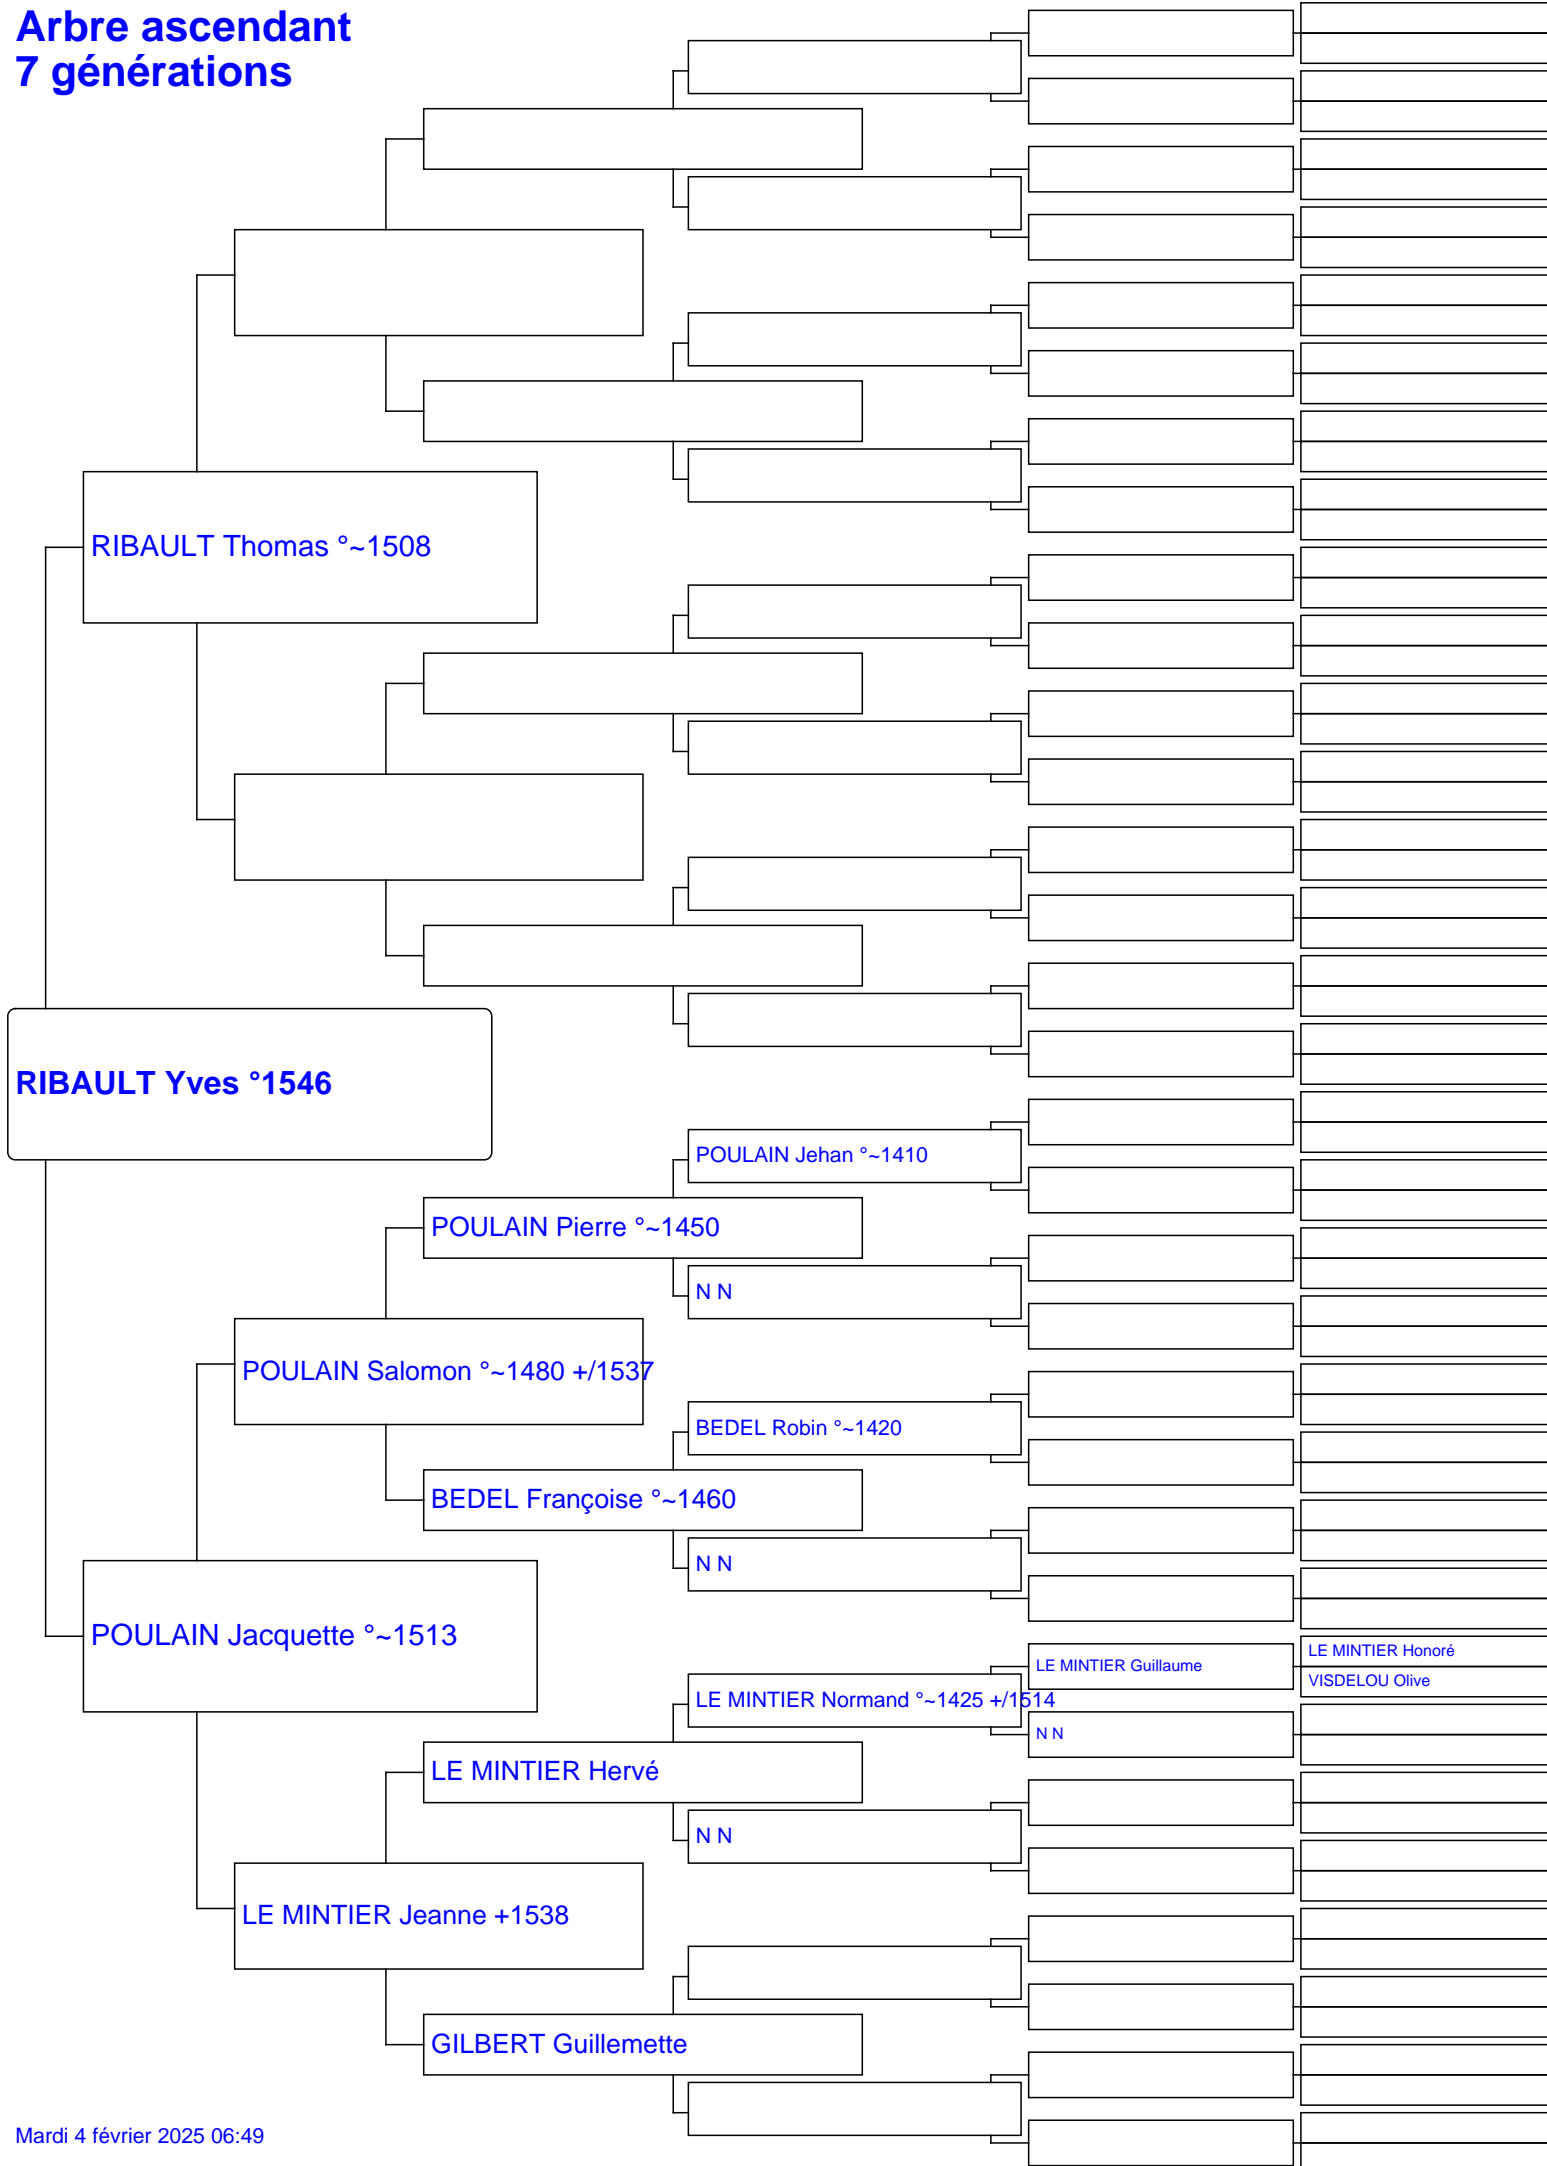 Arbre ascendant
7 générations
RIBAULT Thomas °~1508
RIBAULT Yves °1546
POULAIN Jehan °~1410
POULAIN Pierre °~1450
N N
POULAIN Salomon °~1480 +/1537
BEDEL Robin °~1420
BEDEL Françoise °~1460
N N
POULAIN Jacquette °~1513
LE MINTIER Honoré
LE MINTIER Guillaume
VISDELOU Olive
LE MINTIER Normand °~1425 +/1514
N N
LE MINTIER Hervé
N N
LE MINTIER Jeanne +1538
GILBERT Guillemette
Mardi 4 février 2025 06:49